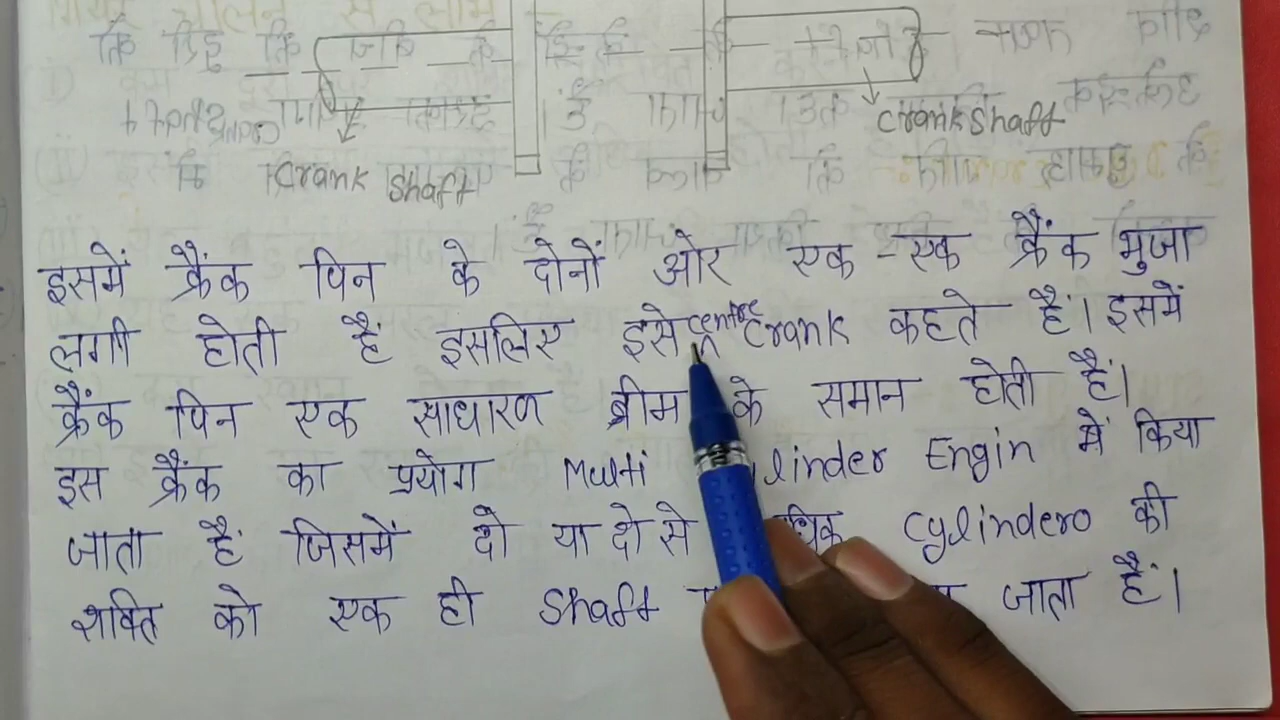 crank shaft
Crank shaft
इसमें क्रैंक पिन के दोनों ओर एक-एक क्रैंक भुजा
लगी होती हैं इसलिए इसे centre crank कहते हैं। इसमें
क्रैंक पिन एक साधारण बीम के समान होती हैं।
इस क्रैंक का प्रयोग Multi Engin में किया
जाता हैं जिसमें दो या दो से cylindero की
शक्ति को एक ही shaft जाता हैं।